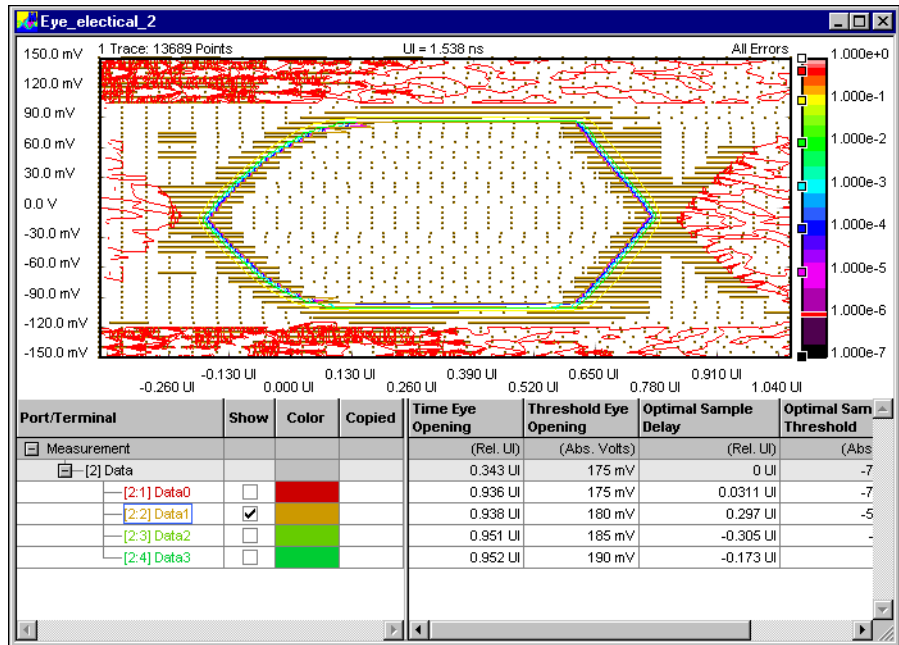 Eye_electical_2
1 Trace: 13689 Points UI = 1.538 ns All Errors
150.0 mV
120.0 mV
90.0 mV
60.0 mV
30.0 mV
0.0 V
-30.0 mV
-60.0 mV
-90.0 mV
-120.0 mV
-150.0 mV
1.000e+0
1.000e-1
1.000e-2
1.000e-3
1.000e-4
1.000e-5
1.000e-6
1.000e-7
-0.130 UI 0.130 UI 0.390 UI 0.650 UI 0.910 UI
-0.260 UI 0.000 UI 0.260 UI 0.520 UI 0.780 UI 1.040 UI
Port/Terminal Show Color Copied Time Eye Opening Threshold Eye Opening Optimal Sample Delay Optimal Sam Threshold
Measurement (Rel. UI) (Abs. Volts) (Rel. UI) (Abs
[2] Data 0.343 UI 175 mV 0 UI -7
[2:1] Data0 0.936 UI 175 mV 0.0311 UI -7
[2:2] Data1 0.938 UI 180 mV 0.297 UI -5
[2:3] Data2 0.951 UI 185 mV -0.305 UI -
[2:4] Data3 0.952 UI 190 mV -0.173 UI